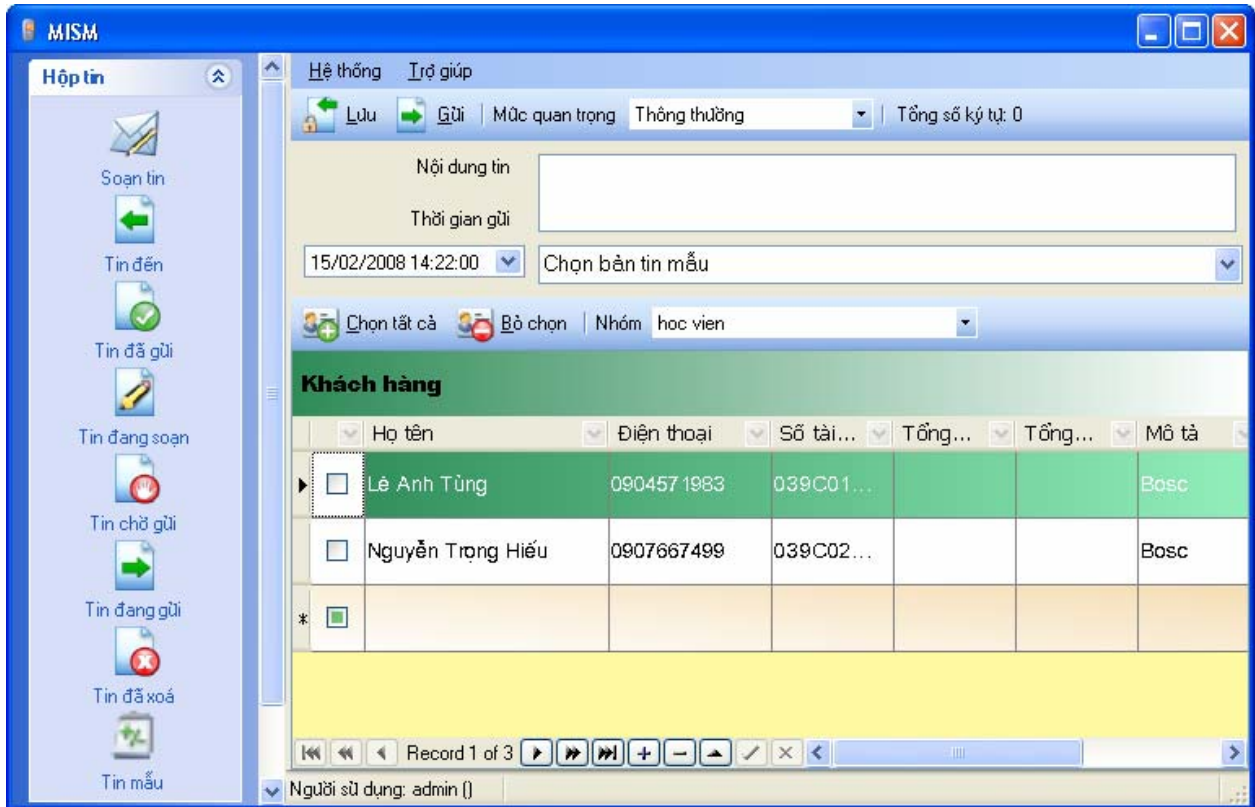 MISM
Hộp tin
Soạn tin
Tin đến
Tin đã gửi
Tin đang soạn
Tin chờ gửi
Tin đang gửi
Tin đã xoá
Tin mẫu
Hệ thống Trợ giúp
Lưu Gửi Mức quan trọng Thông thường Tổng số ký tự: 0
Nội dung tin
Thời gian gửi
15/02/2008 14:22:00 Chọn bản tin mẫu
Chọn tất cả Bỏ chọn Nhóm hoc vien
Khách hàng
Họ tên Điện thoại Số tài... Tổng... Tổng... Mô tả
Lê Anh Tùng 0904571983 039C01... Bosc
Nguyễn Trọng Hiếu 0907667499 039C02... Bosc
*
Record 1 of 3
Người sử dụng: admin ()